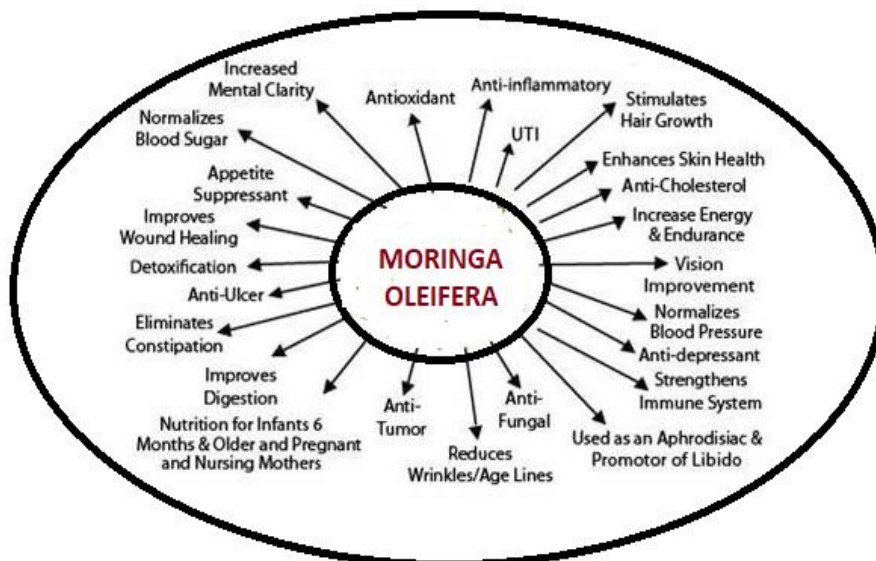 Increased
Mental Clarity
Antioxidant
Anti-inflammatory
Stimulates
Hair Growth
UTI
Normalizes
Blood Sugar
Enhances Skin Health
Appetite
Suppressant
Anti-Cholesterol
Improves
Wound Healing
Increase Energy
& Endurance
Detoxification
MORINGA
OLEIFERA
Vision
Improvement
Anti-Ulcer
Normalizes
Blood Pressure
Eliminates
Constipation
Anti-depressant
Improves
Digestion
Strengthens
Immune System
Nutrition for Infants 6
Months & Older and Pregnant
and Nursing Mothers
Anti-
Tumor
Anti-
Fungal
Reduces
Wrinkles/Age Lines
Used as an Aphrodisiac &
Promotor of Libido